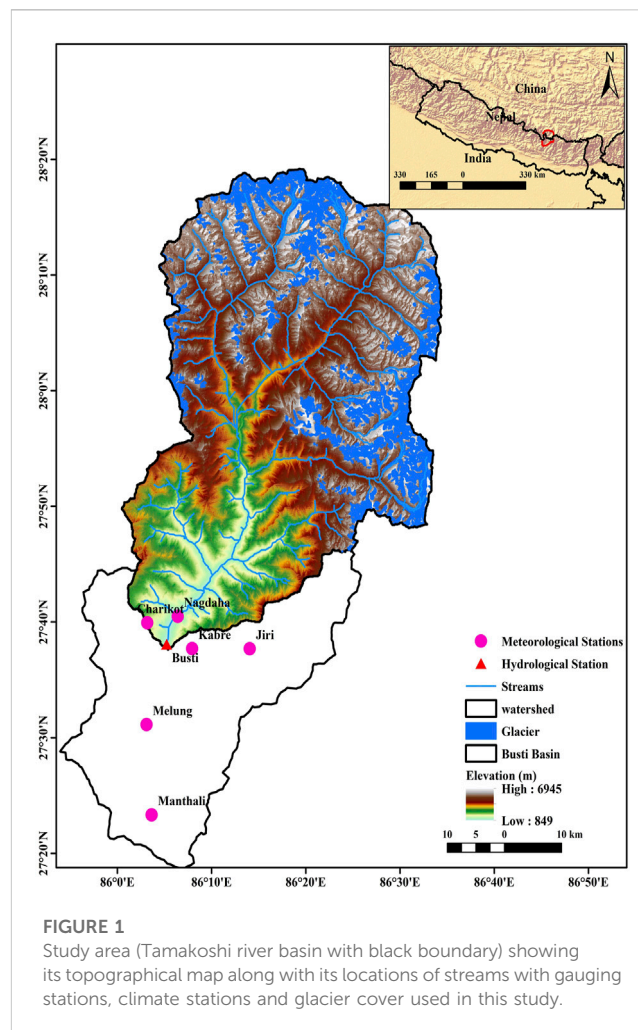 China
N
Nepal
India
330 165 0 330 km
28°20'N
28°10'N
28°0'N
27°50'N
27°40'N
27°30'N
27°20'N
Charikot
Nagdaha
Busti
Kabre
Jiri
Melung
Manthali
Meteorological Stations
Hydrological Station
Streams
watershed
Glacier
Busti Basin
Elevation (m)
High : 6945
Low : 849
10 5 0 10 km
86°0'E 86°10'E 86°20'E 86°30'E 86°40'E 86°50'E
FIGURE 1
Study area (Tamakoshi river basin with black boundary) showing
its topographical map along with its locations of streams with gauging
stations, climate stations and glacier cover used in this study.